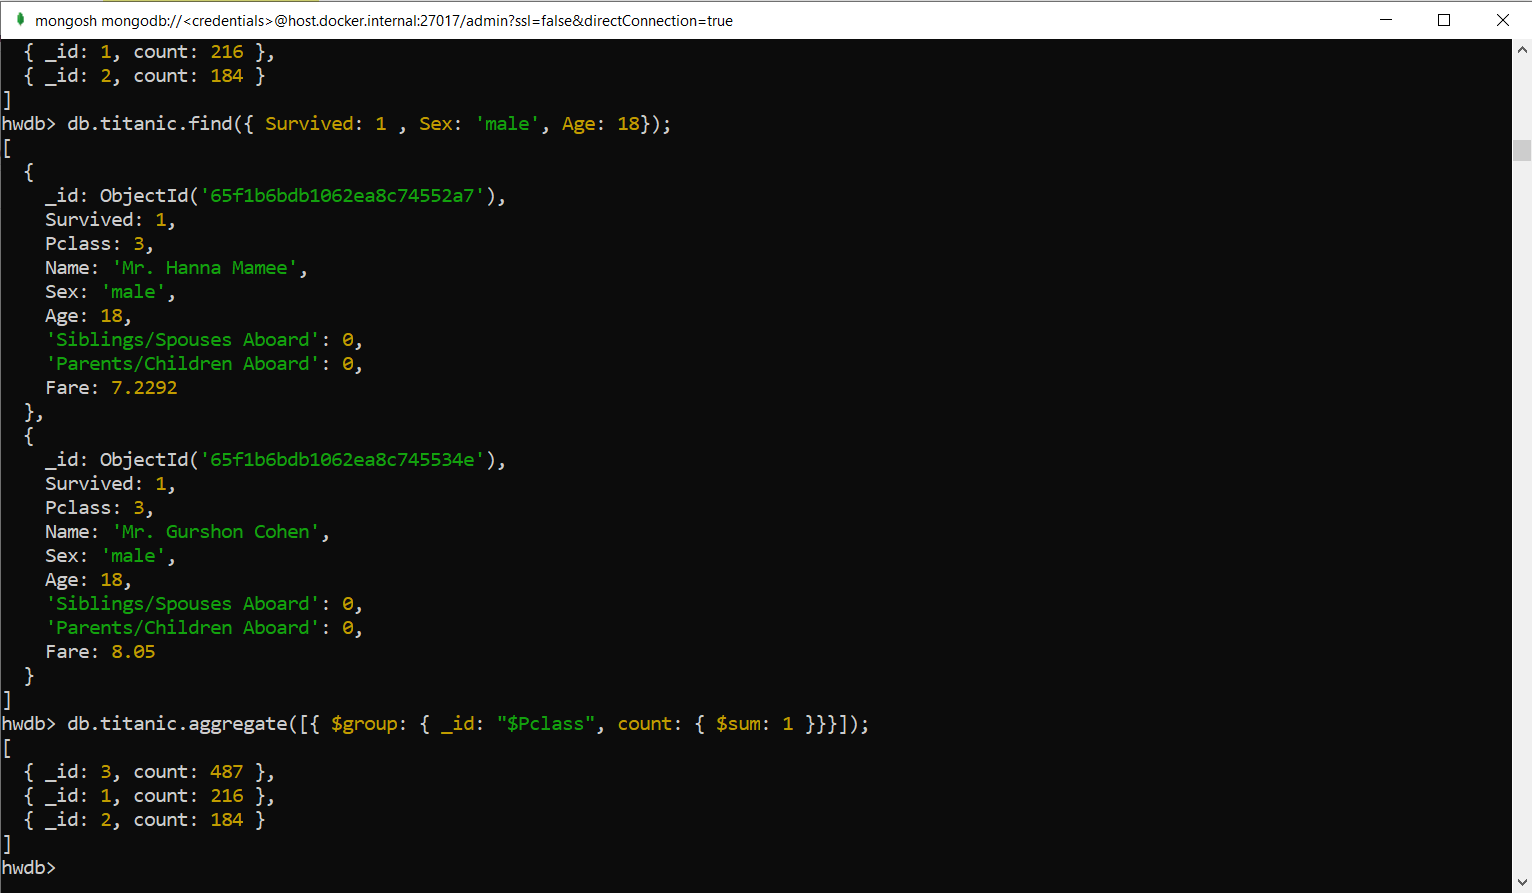 mongosh mongodb://<credentials>@host.docker.internal:27017/admin?ssl=false&directConnection=true
  { _id: 1, count: 216 },
  { _id: 2, count: 184 }
]
hwdb> db.titanic.find({ Survived: 1 , Sex: 'male', Age: 18});
[
  {
    _id: ObjectId('65f1b6bdb1062ea8c74552a7'),
    Survived: 1,
    Pclass: 3,
    Name: 'Mr. Hanna Mamee',
    Sex: 'male',
    Age: 18,
    'Siblings/Spouses Aboard': 0,
    'Parents/Children Aboard': 0,
    Fare: 7.2292
  },
  {
    _id: ObjectId('65f1b6bdb1062ea8c745534e'),
    Survived: 1,
    Pclass: 3,
    Name: 'Mr. Gurshon Cohen',
    Sex: 'male',
    Age: 18,
    'Siblings/Spouses Aboard': 0,
    'Parents/Children Aboard': 0,
    Fare: 8.05
  }
]
hwdb> db.titanic.aggregate([{ $group: { _id: "$Pclass", count: { $sum: 1 }}}]);
[
  { _id: 3, count: 487 },
  { _id: 1, count: 216 },
  { _id: 2, count: 184 }
]
hwdb>